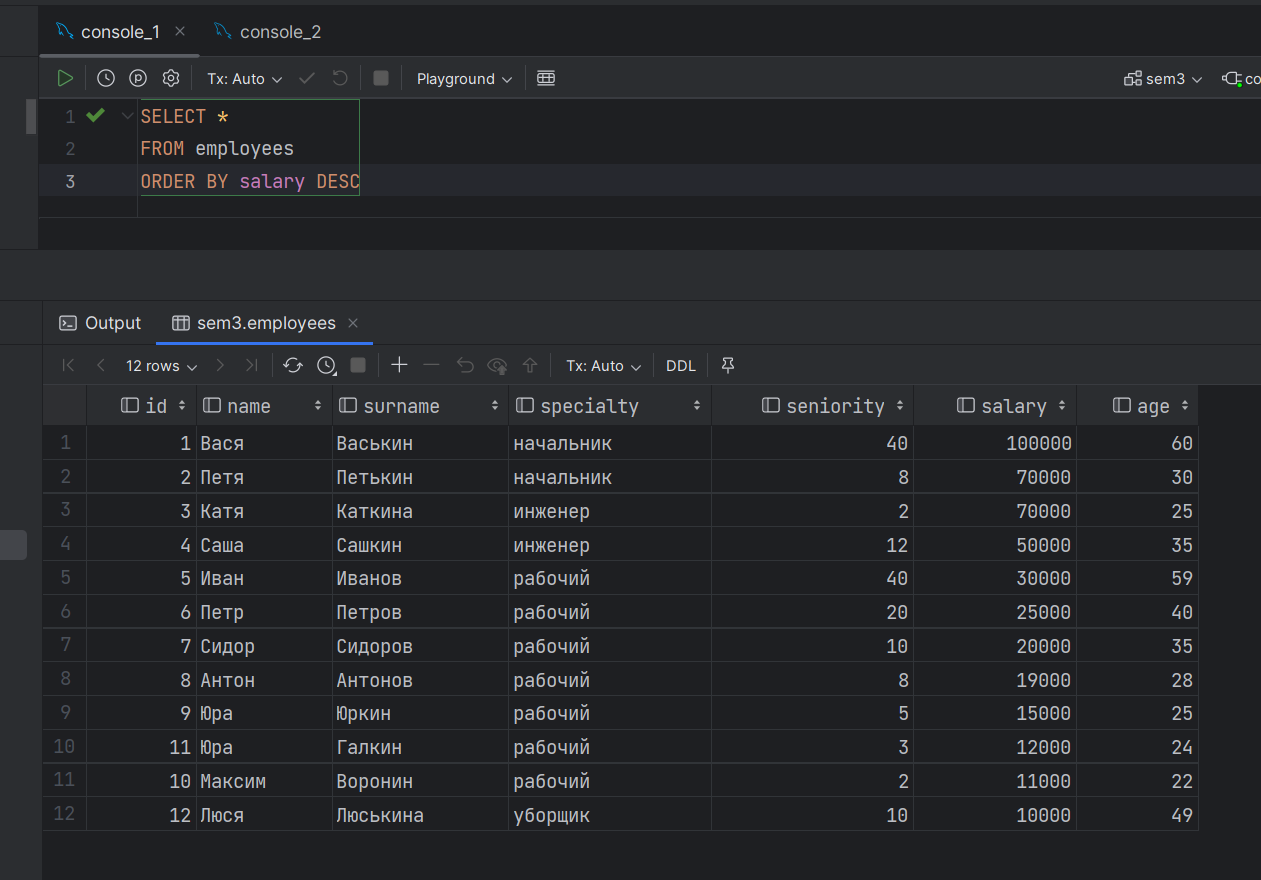 console_1 console_2
Tx: Auto Playground sem3 co
1 SELECT *
2 FROM employees
3 ORDER BY salary DESC
Output sem3.employees
12 rows Tx: Auto DDL
id name surname specialty seniority salary age
1 1 Вася Васькин начальник 40 100000 60
2 2 Петя Петькин начальник 8 70000 30
3 3 Катя Каткина инженер 2 70000 25
4 4 Саша Сашкин инженер 12 50000 35
5 5 Иван Иванов рабочий 40 30000 59
6 6 Петр Петров рабочий 20 25000 40
7 7 Сидор Сидоров рабочий 10 20000 35
8 8 Антон Антонов рабочий 8 19000 28
9 9 Юра Юркин рабочий 5 15000 25
10 11 Юра Галкин рабочий 3 12000 24
11 10 Максим Воронин рабочий 2 11000 22
12 12 Люся Люськина уборщик 10 10000 49